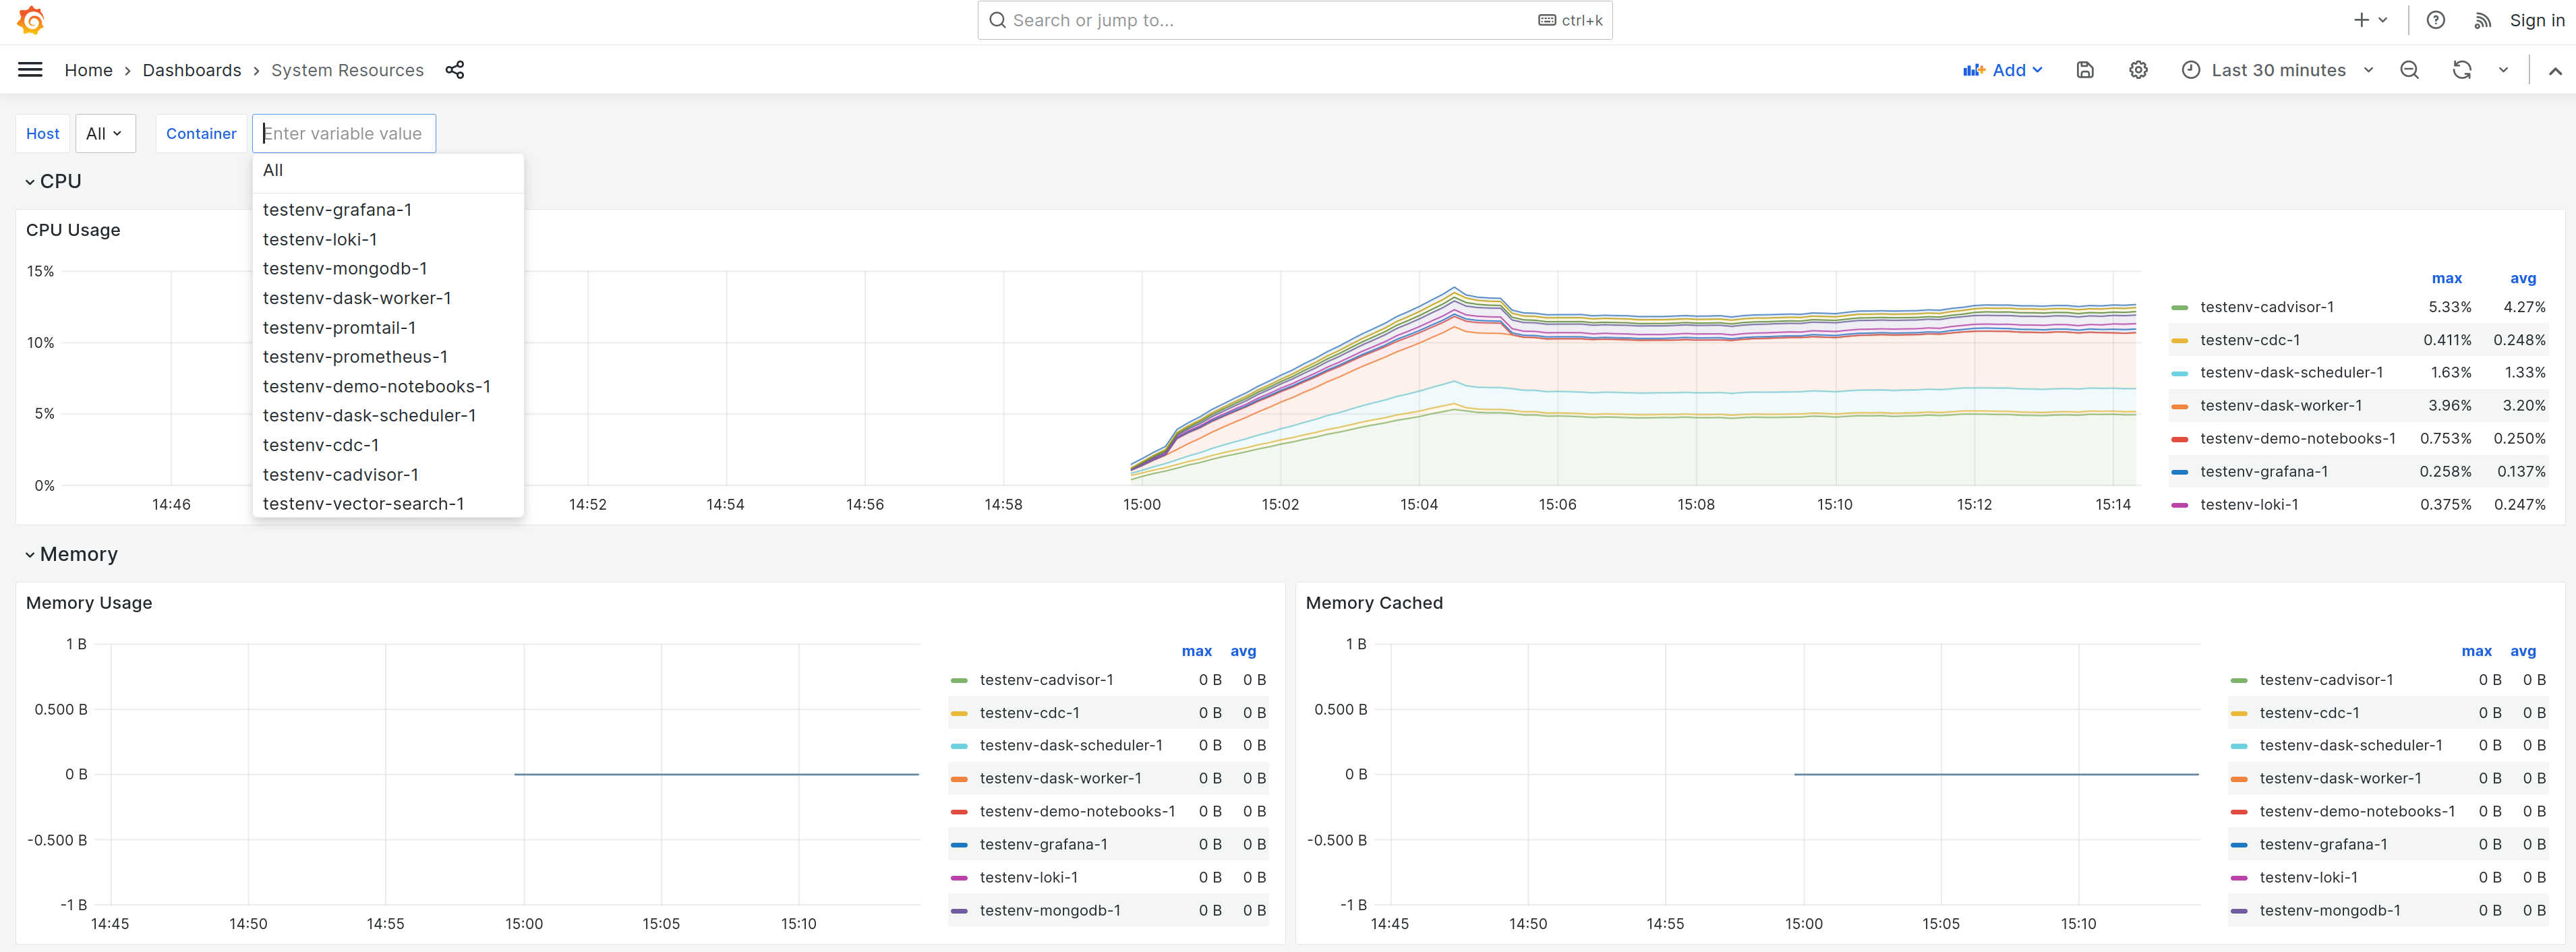 Search or jump to...
ctrl+k
Sign in
Home › Dashboards › System Resources
Add
Last 30 minutes
Host
All
Container
Enter variable value
All
testenv-grafana-1
testenv-loki-1
testenv-mongodb-1
testenv-dask-worker-1
testenv-promtail-1
testenv-prometheus-1
testenv-demo-notebooks-1
testenv-dask-scheduler-1
testenv-cdc-1
testenv-cadvisor-1
testenv-vector-search-1
CPU
CPU Usage
15%
10%
5%
0%
14:46 14:52 14:54 14:56 14:58 15:00 15:02 15:04 15:06 15:08 15:10 15:12 15:14
max avg
testenv-cadvisor-1 5.33% 4.27%
testenv-cdc-1 0.411% 0.248%
testenv-dask-scheduler-1 1.63% 1.33%
testenv-dask-worker-1 3.96% 3.20%
testenv-demo-notebooks-1 0.753% 0.250%
testenv-grafana-1 0.258% 0.137%
testenv-loki-1 0.375% 0.247%
Memory
Memory Usage
1 B
0.500 B
0 B
-0.500 B
-1 B
14:45 14:50 14:55 15:00 15:05 15:10
max avg
testenv-cadvisor-1 0 B 0 B
testenv-cdc-1 0 B 0 B
testenv-dask-scheduler-1 0 B 0 B
testenv-dask-worker-1 0 B 0 B
testenv-demo-notebooks-1 0 B 0 B
testenv-grafana-1 0 B 0 B
testenv-loki-1 0 B 0 B
testenv-mongodb-1 0 B 0 B
Memory Cached
1 B
0.500 B
0 B
-0.500 B
-1 B
14:45 14:50 14:55 15:00 15:05 15:10
max avg
testenv-cadvisor-1 0 B 0 B
testenv-cdc-1 0 B 0 B
testenv-dask-scheduler-1 0 B 0 B
testenv-dask-worker-1 0 B 0 B
testenv-demo-notebooks-1 0 B 0 B
testenv-grafana-1 0 B 0 B
testenv-loki-1 0 B 0 B
testenv-mongodb-1 0 B 0 B